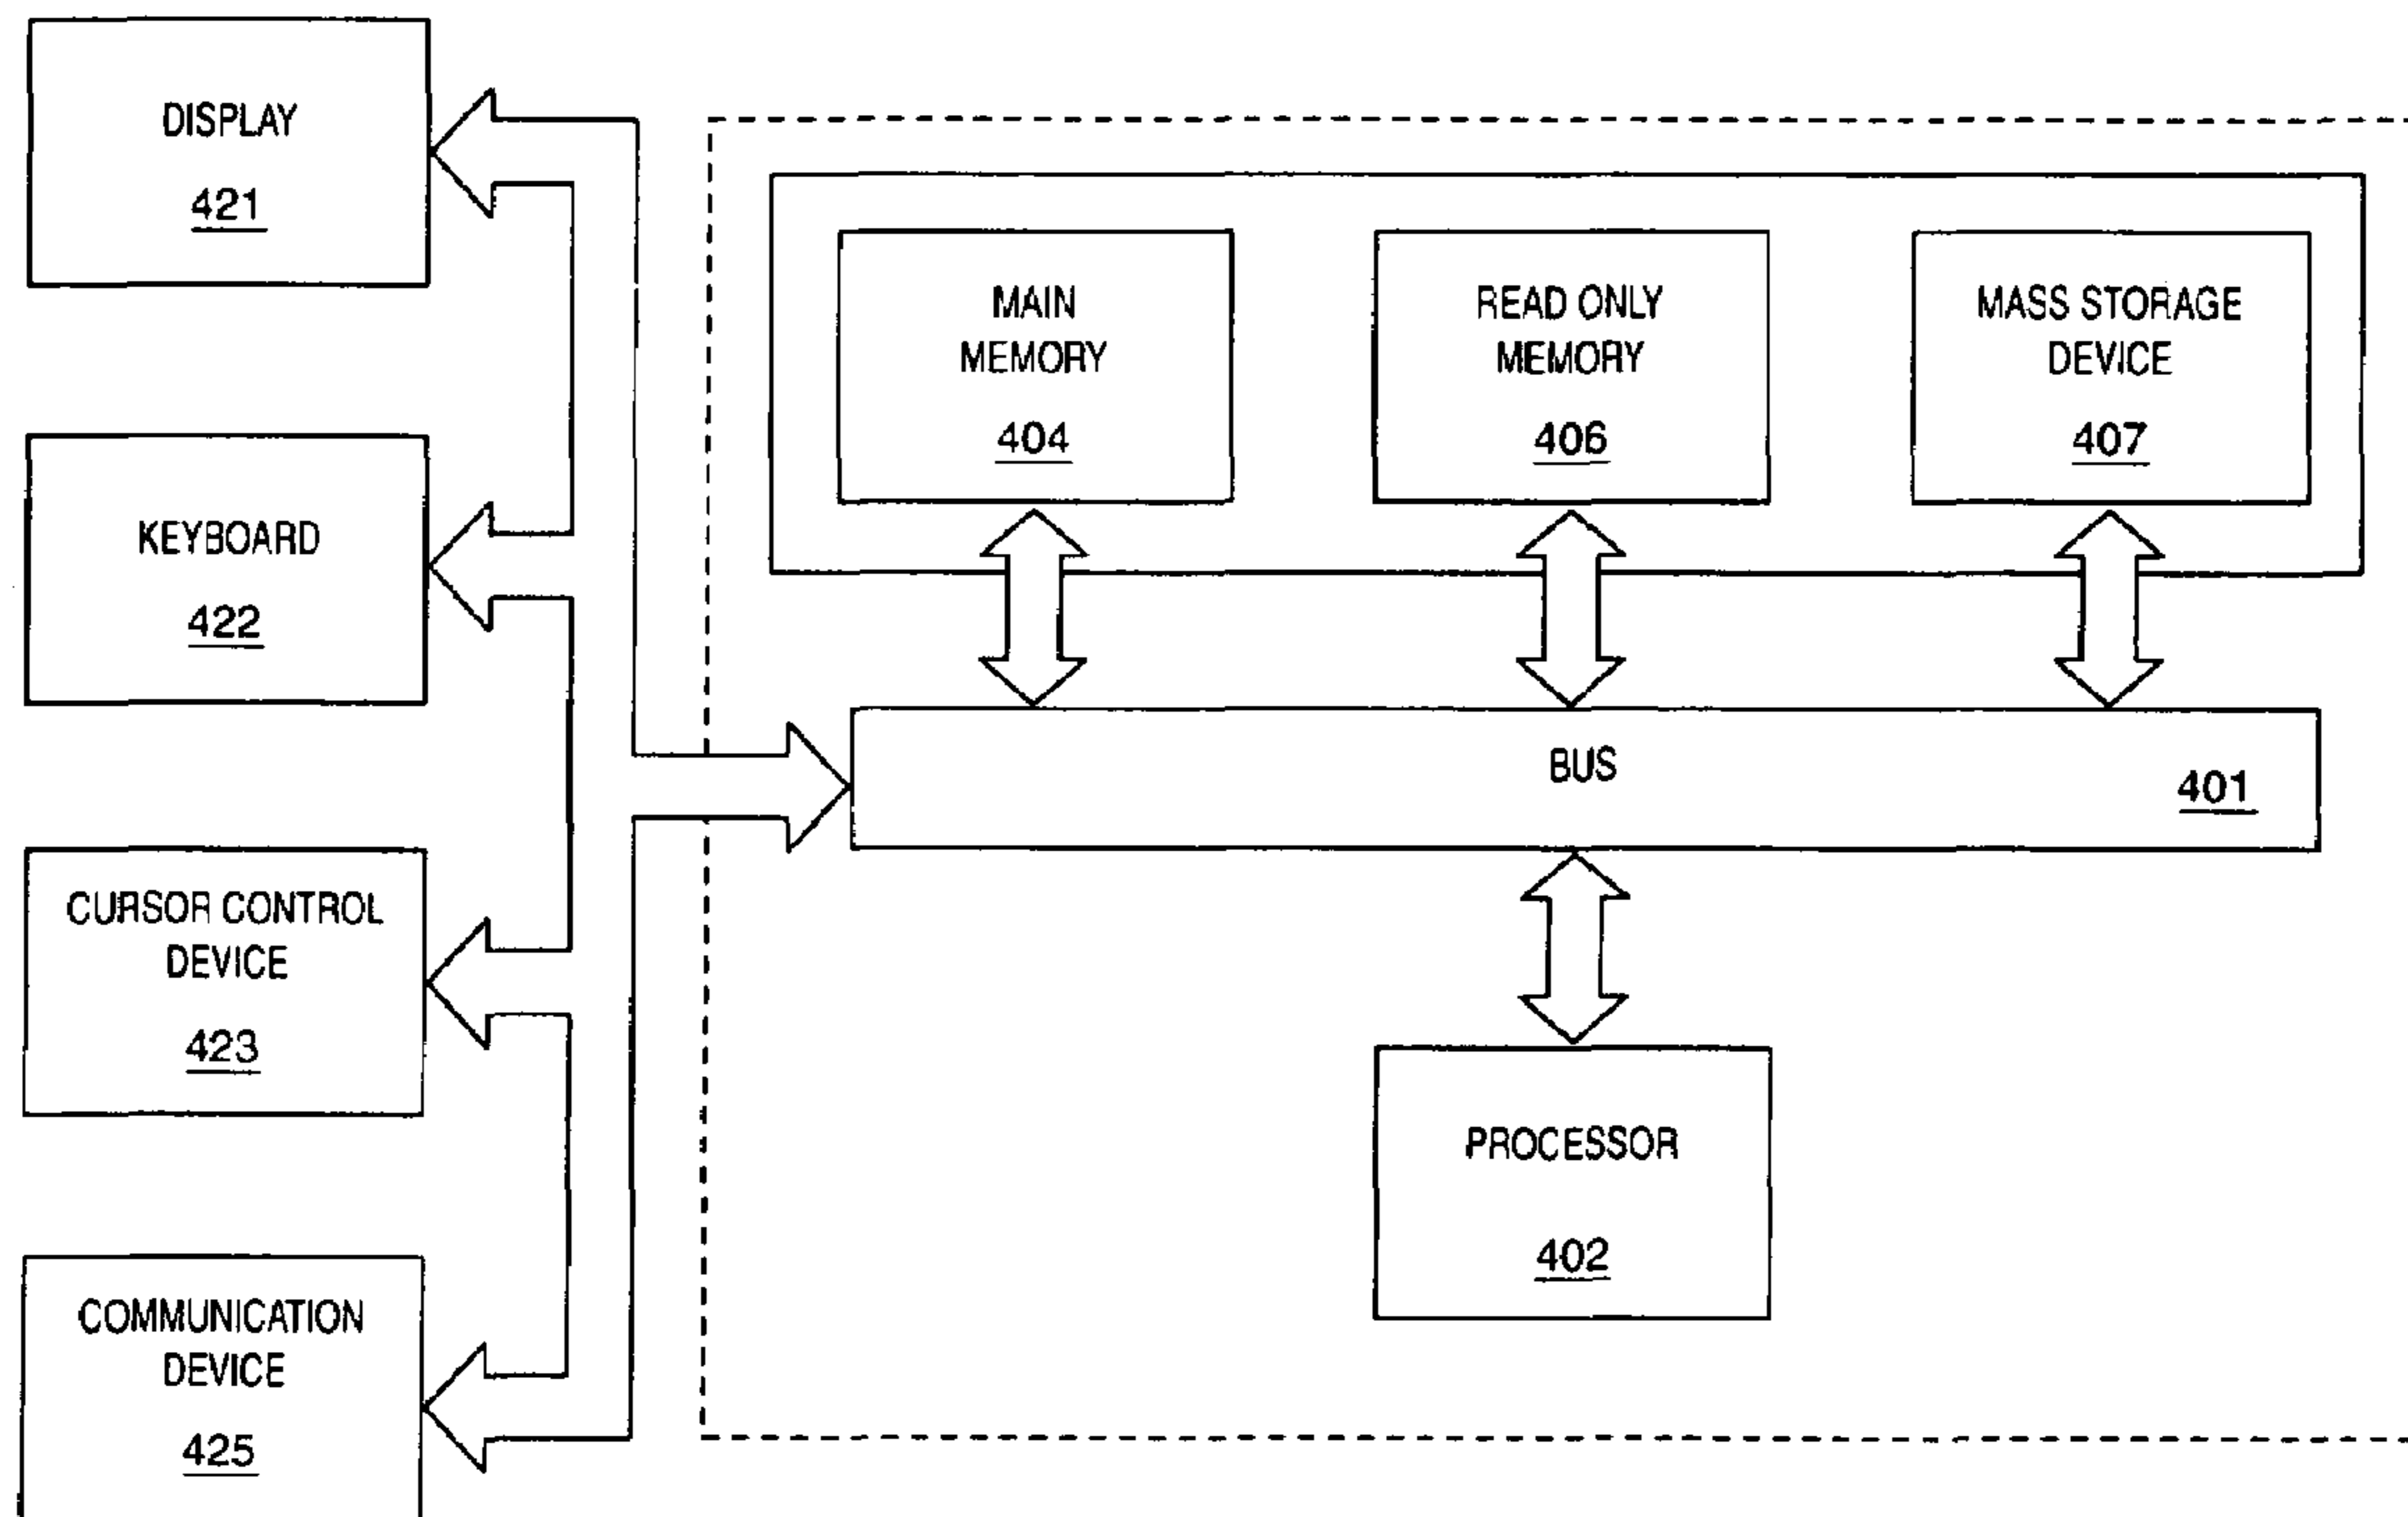 DISPLAY
421
KEYBOARD
422
CURSOR CONTROL
DEVICE
423
COMMUNICATION
DEVICE
425
MAIN
MEMORY
404
READ ONLY
MEMORY
406
MASS STORAGE
DEVICE
407
BUS
401
PROCESSOR
402